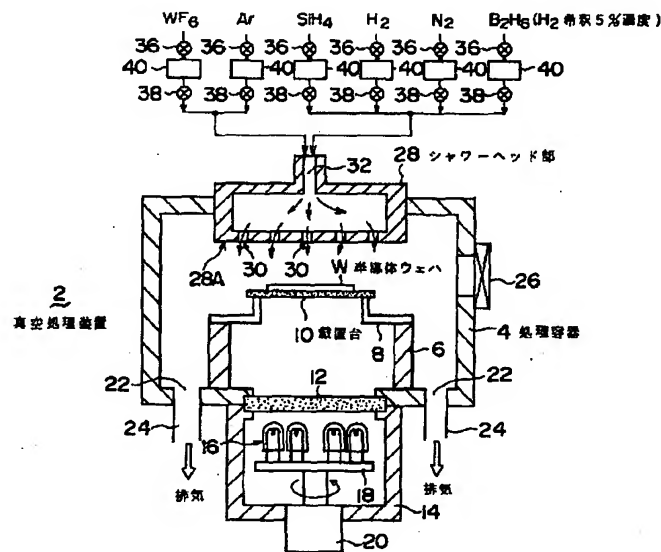 WF6 Ar SiH4 H2 N2 B2H6(H2希釈5%濃度)
36 36 36 36 36 36
40 40 40 40 40 40
38 38 38 38 38 38
32
28 シャワーヘッド部
28A 30 30 W 半導体ウエハ
26
2
真空処理装置
10 載置台
8 6 4 処理容器
22 12 22
24 16 24
18
排気 排気
14
20